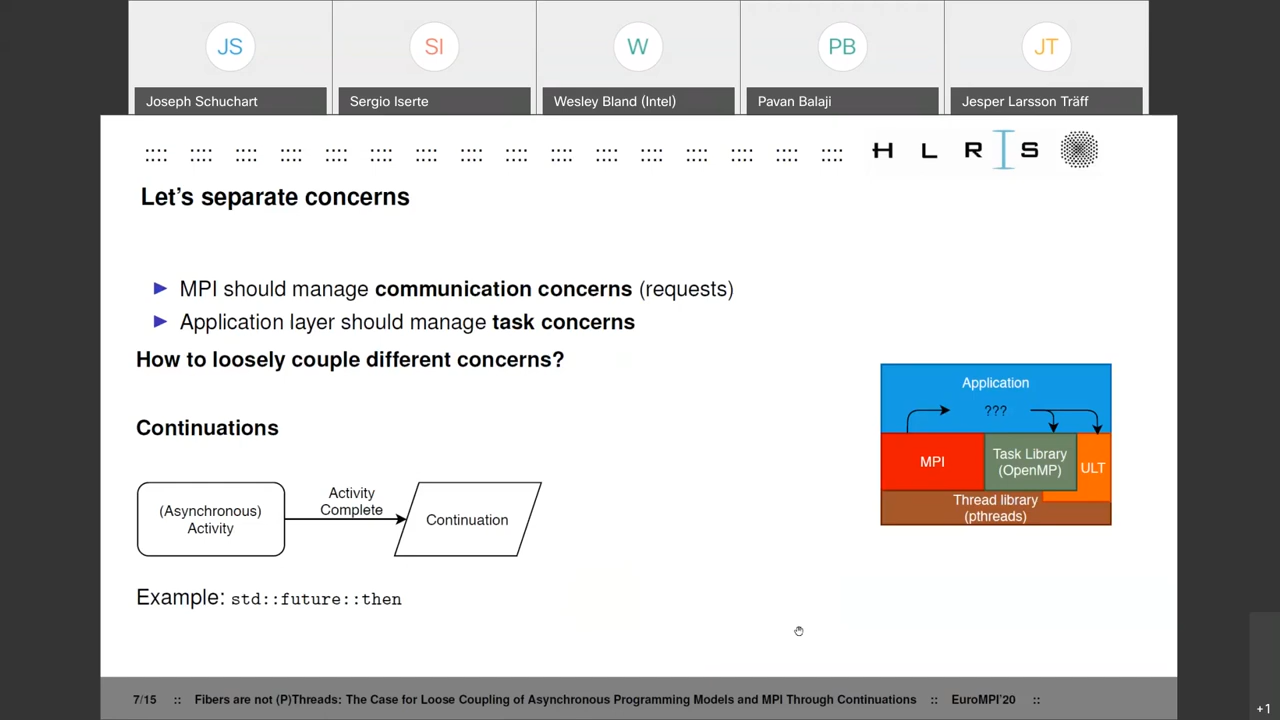 JS
SI
W
PB
JT
Joseph Schuchart
Sergio Iserte
Wesley Bland (Intel)
Pavan Balaji
Jesper Larsson Träff
H L R I S
Let's separate concerns
MPI should manage communication concerns (requests)
Application layer should manage task concerns
How to loosely couple different concerns?
Application
???
MPI
Task Library
(OpenMP)
ULT
Thread library
(pthreads)
Continuations
(Asynchronous)
Activity
Activity
Complete
Continuation
Example: std::future::then
7/15 :: Fibers are not (P)Threads: The Case for Loose Coupling of Asynchronous Programming Models and MPI Through Continuations :: EuroMPI'20 ::
+1